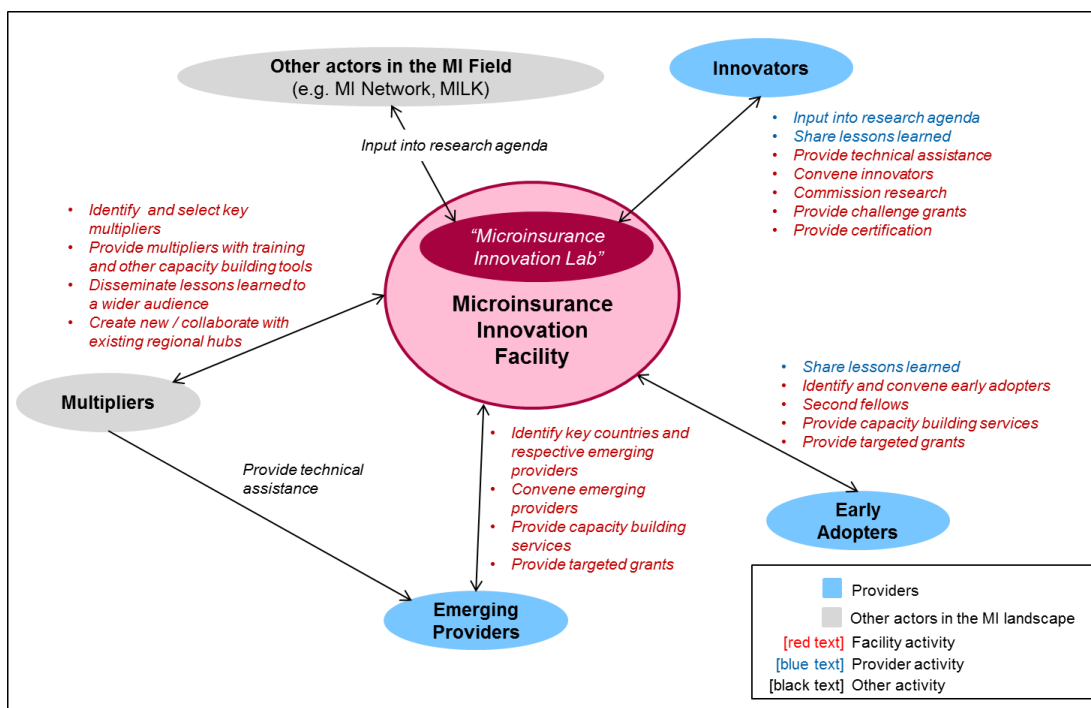 Other actors in the MI Field
(e.g. MI Network, MILK)
Innovators
Input into research agenda
• Input into research agenda
• Share lessons learned
• Provide technical assistance
• Convene innovators
• Commission research
• Provide challenge grants
• Provide certification
• Identify and select key
multipliers
• Provide multipliers with training
and other capacity building tools
• Disseminate lessons learned to
a wider audience
• Create new / collaborate with
existing regional hubs
“Microinsurance
Innovation Lab”
Microinsurance
Innovation
Facility
Multipliers
• Share lessons learned
• Identify and convene early adopters
• Second fellows
• Provide capacity building services
• Provide targeted grants
Provide technical
assistance
• Identify key countries and
respective emerging
providers
• Convene emerging
providers
• Provide capacity building
services
• Provide targeted grants
Early
Adopters
Emerging
Providers
Providers
Other actors in the MI landscape
[red text] Facility activity
[blue text] Provider activity
[black text] Other activity